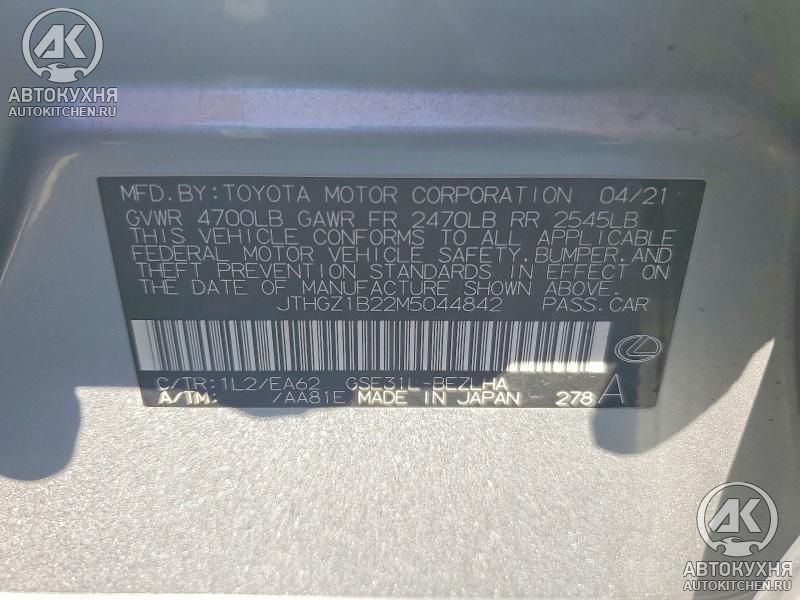 АК
АВТОКУХНЯ
AUTOKITCHEN.RU
MFD. BY: TOYOTA MOTOR CORPORATION 04/21
GVWR 4700LB GAWR FR 2470LB RR 2545LB
THIS VEHICLE CONFORMS TO ALL APPLICABLE
FEDERAL MOTOR VEHICLE SAFETY, BUMPER, AND
THEFT PREVENTION STANDARDS IN EFFECT ON
THE DATE OF MANUFACTURE SHOWN ABOVE.
JTHGZ1B22M5044842 PASS. CAR
C/TR: 1L2/EA62 GSE31L-BEZLHA
A/TM: /AA81E MADE IN JAPAN 278 A
АК
АВТОКУХНЯ
AUTOKITCHEN.RU